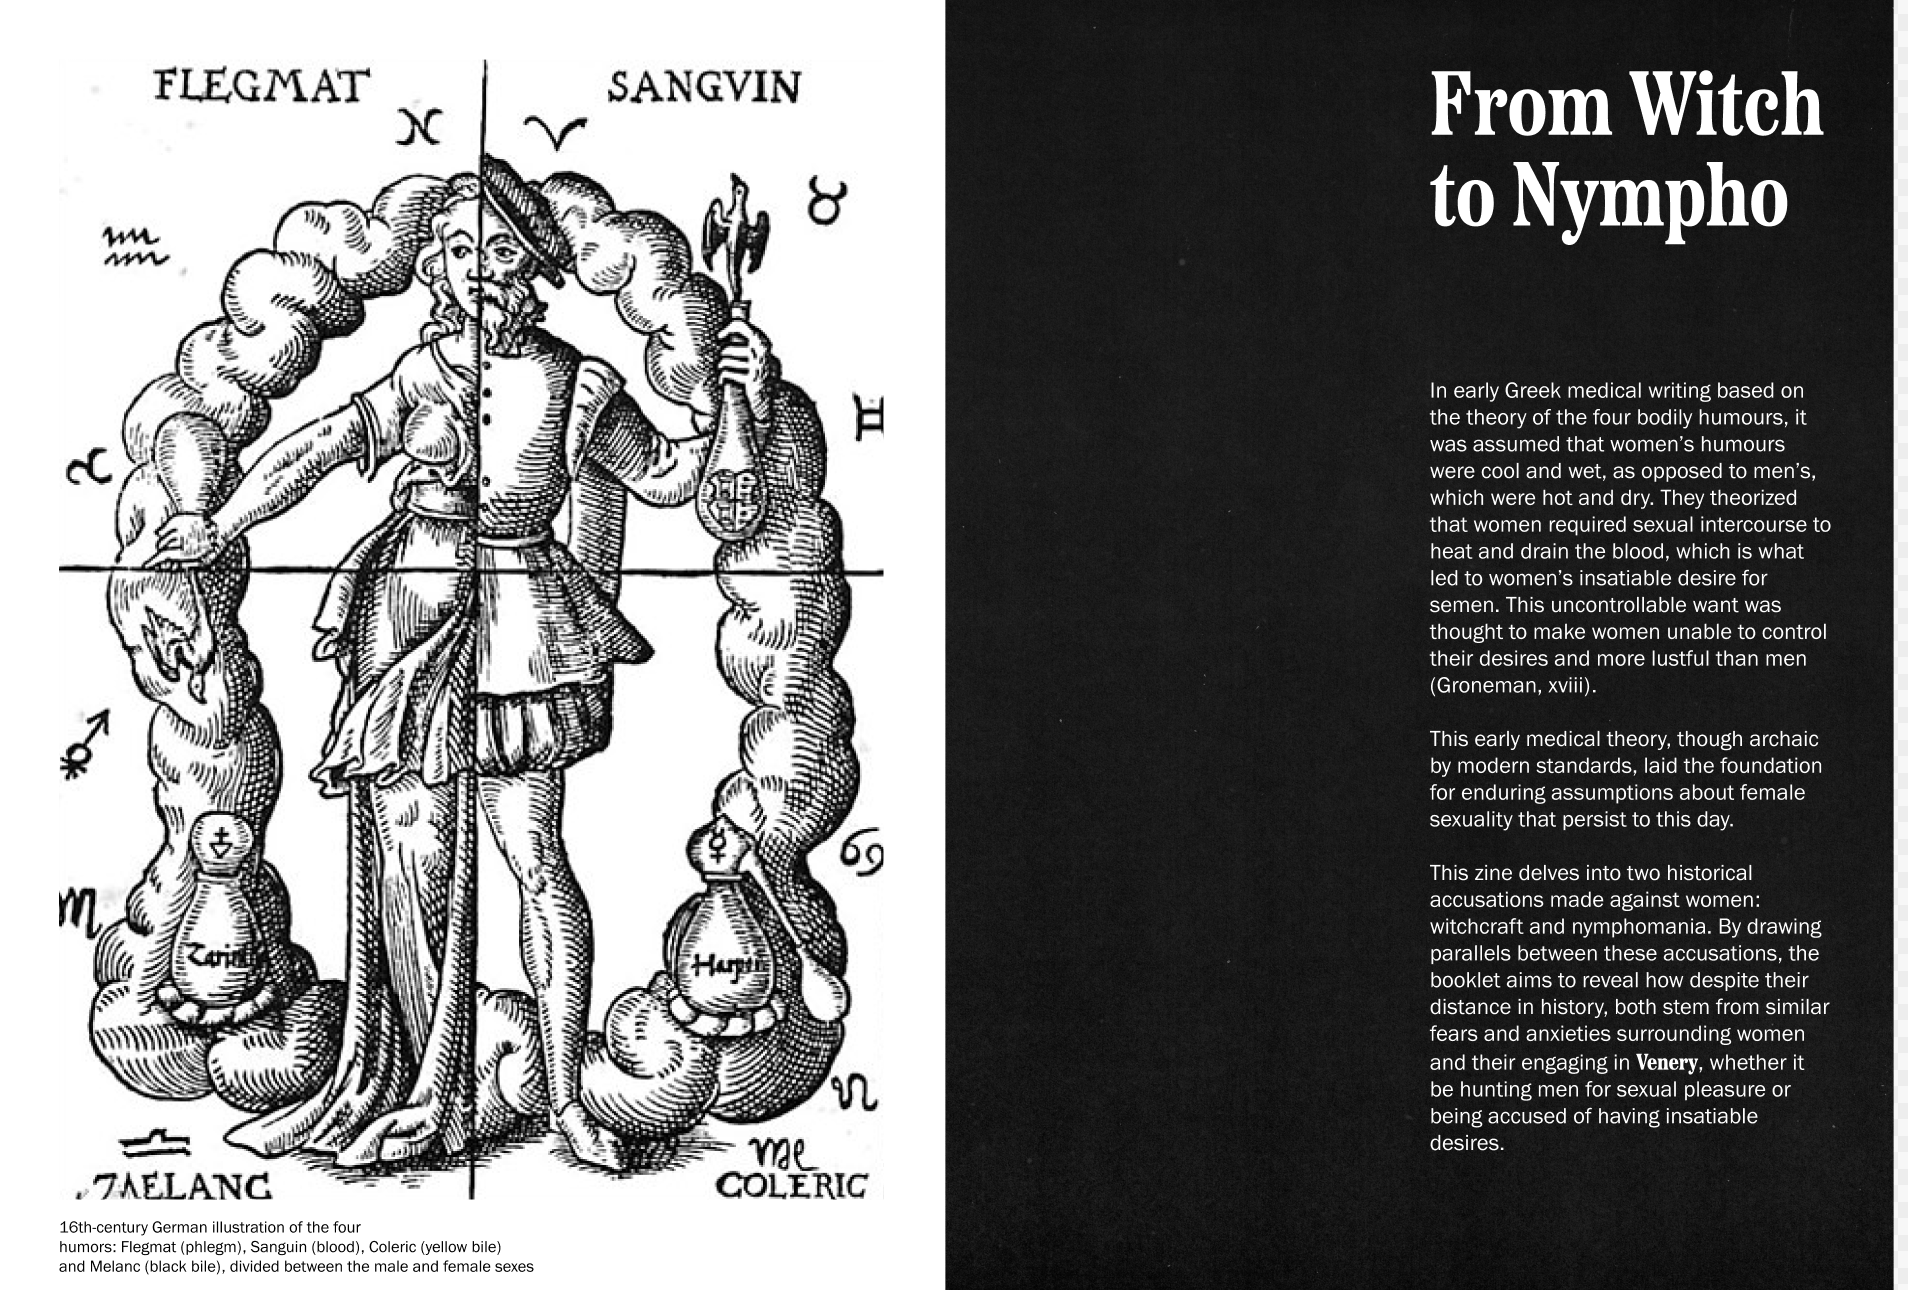 FLEGMAT
SANGVIN
COLERIC
16th-century German illustration of the four
humors: Flegmat (phlegm), Sanguin (blood), Coleric (yellow bile)
and Melanc (black bile), divided between the male and female sexes
From Witch
to Nympho
In early Greek medical writing based on
the theory of the four bodily humours, it
was assumed that women’s humours
were cool and wet, as opposed to men’s,
which were hot and dry. They theorized
that women required sexual intercourse to
heat and drain the blood, which is what
led to women’s insatiable desire for
semen. This uncontrollable want was
thought to make women unable to control
their desires and more lustful than men
(Groneman, xviii).
This early medical theory, though archaic
by modern standards, laid the foundation
for enduring assumptions about female
sexuality that persist to this day.
This zine delves into two historical
accusations made against women:
witchcraft and nymphomania. By drawing
parallels between these accusations, the
booklet aims to reveal how despite their
distance in history, both stem from similar
fears and anxieties surrounding women
and their engaging in Venery, whether it
be hunting men for sexual pleasure or
being accused of having insatiable
desires.